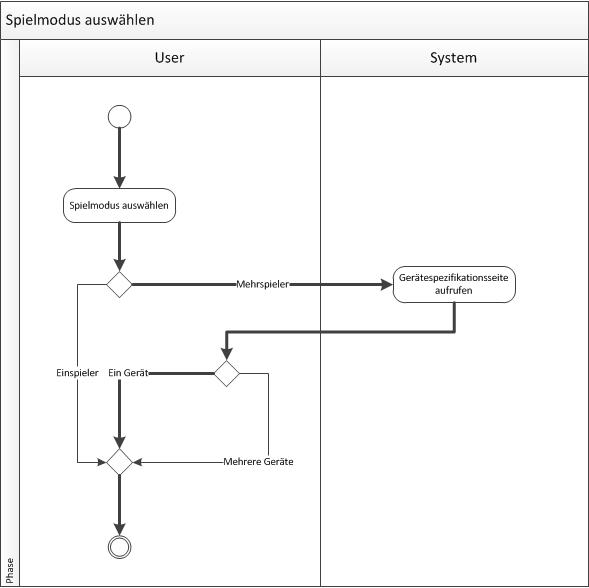 Spielmodus auswählen
User
System
Spielmodus auswählen
Mehrspieler
Gerätespezifikationsseite
aufrufen
Einspieler
Ein Gerät
Mehrere Geräte
Phase